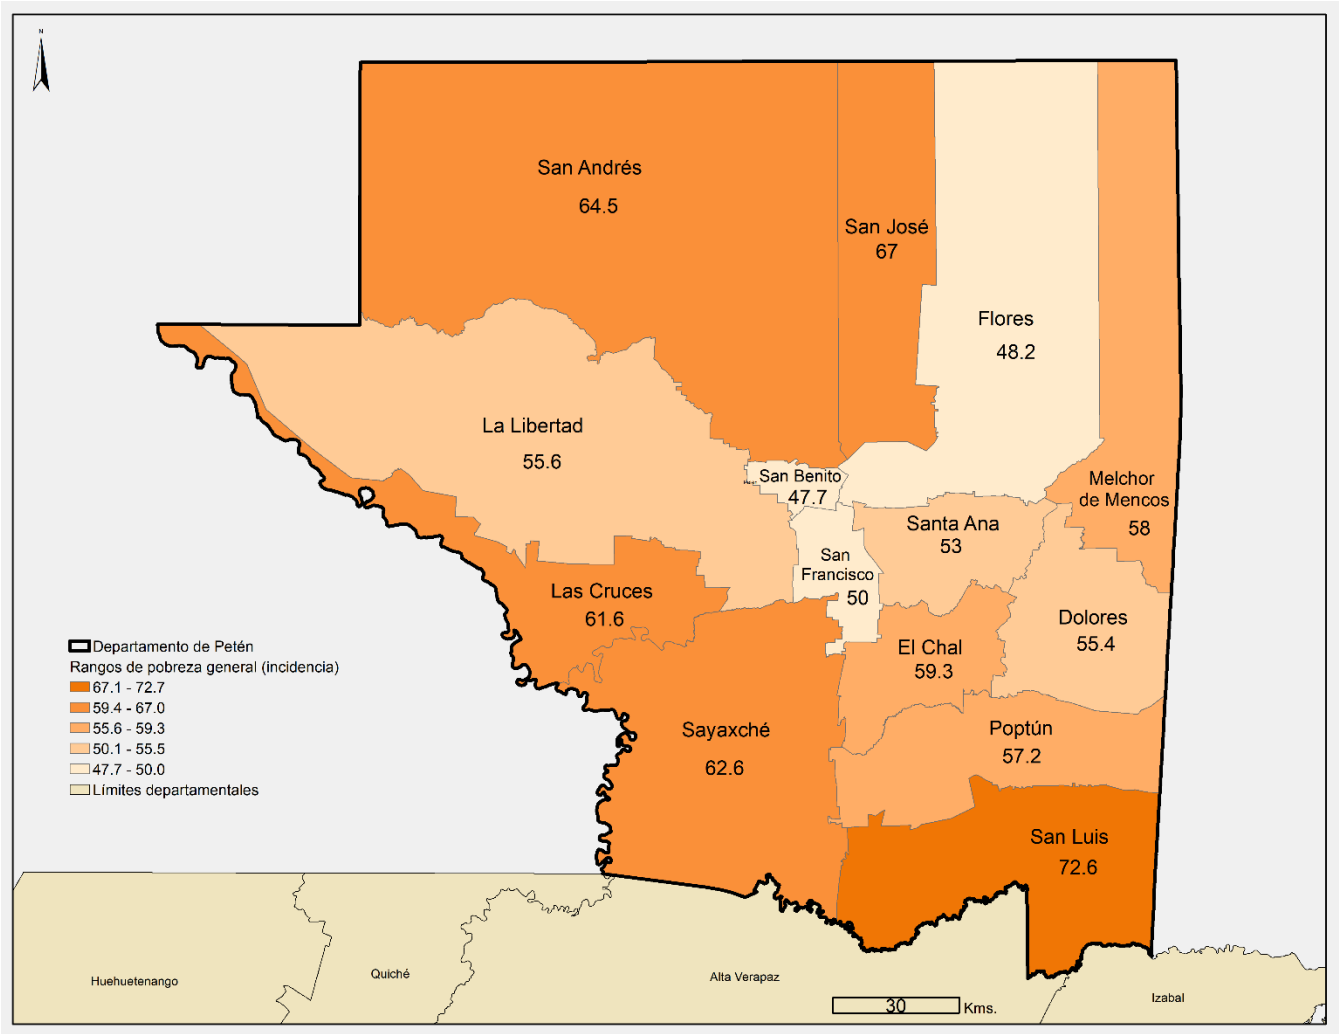 N
San Andrés
64.5
San José
67
Flores
48.2
La Libertad
55.6
San Benito
47.7
Melchor
de Mencos
58
Santa Ana
53
San
Francisco
50
Las Cruces
61.6
Dolores
55.4
El Chal
59.3
Sayaxché
62.6
Poptún
57.2
San Luis
72.6
Departamento de Petén
Rangos de pobreza general (incidencia)
67.1 - 72.7
59.4 - 67.0
55.6 - 59.3
50.1 - 55.5
47.7 - 50.0
Límites departamentales
Huehuetenango
Quiché
Alta Verapaz
Izabal
30
Kms.